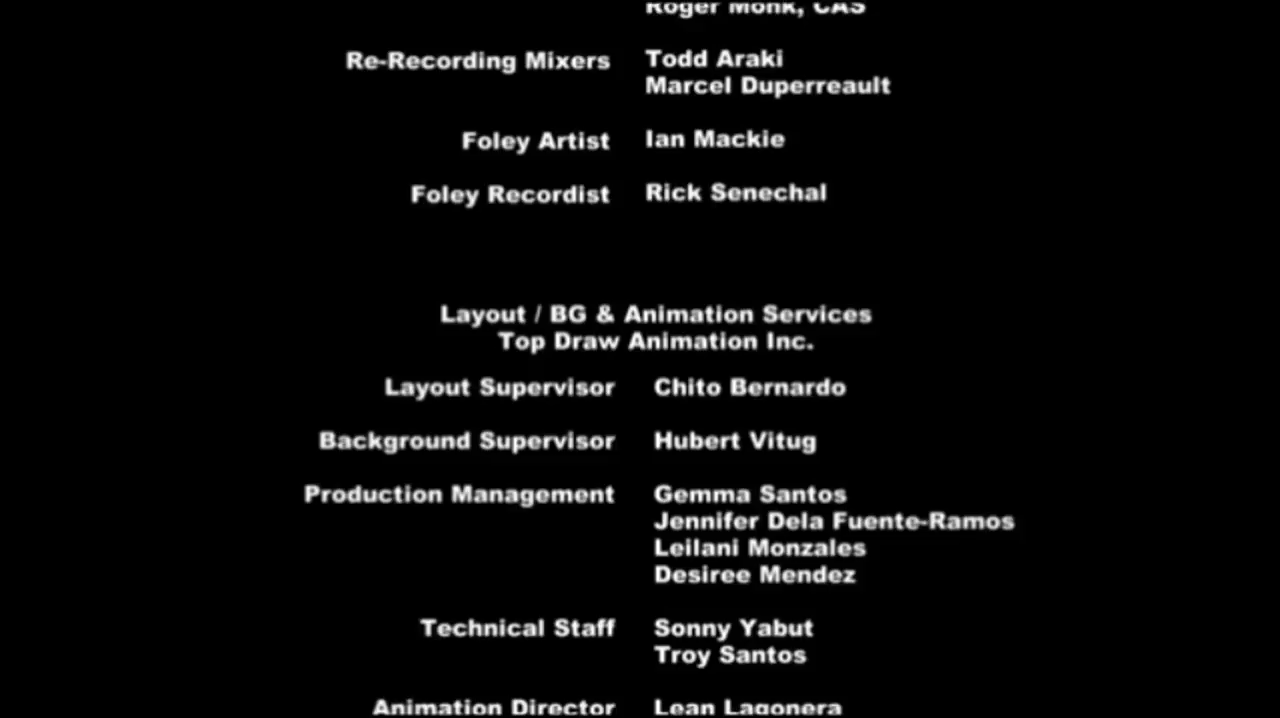 Roger Monk, CAS
Re-Recording Mixers Todd Araki
Marcel Duperreault
Foley Artist Ian Mackie
Foley Recordist Rick Senechal
Layout / BG & Animation Services
Top Draw Animation Inc.
Layout Supervisor Chito Bernardo
Background Supervisor Hubert Vitug
Production Management Gemma Santos
Jennifer Dela Fuente-Ramos
Leilani Monzales
Desiree Mendez
Technical Staff Sonny Yabut
Troy Santos
Animation Director Lean Lagonera